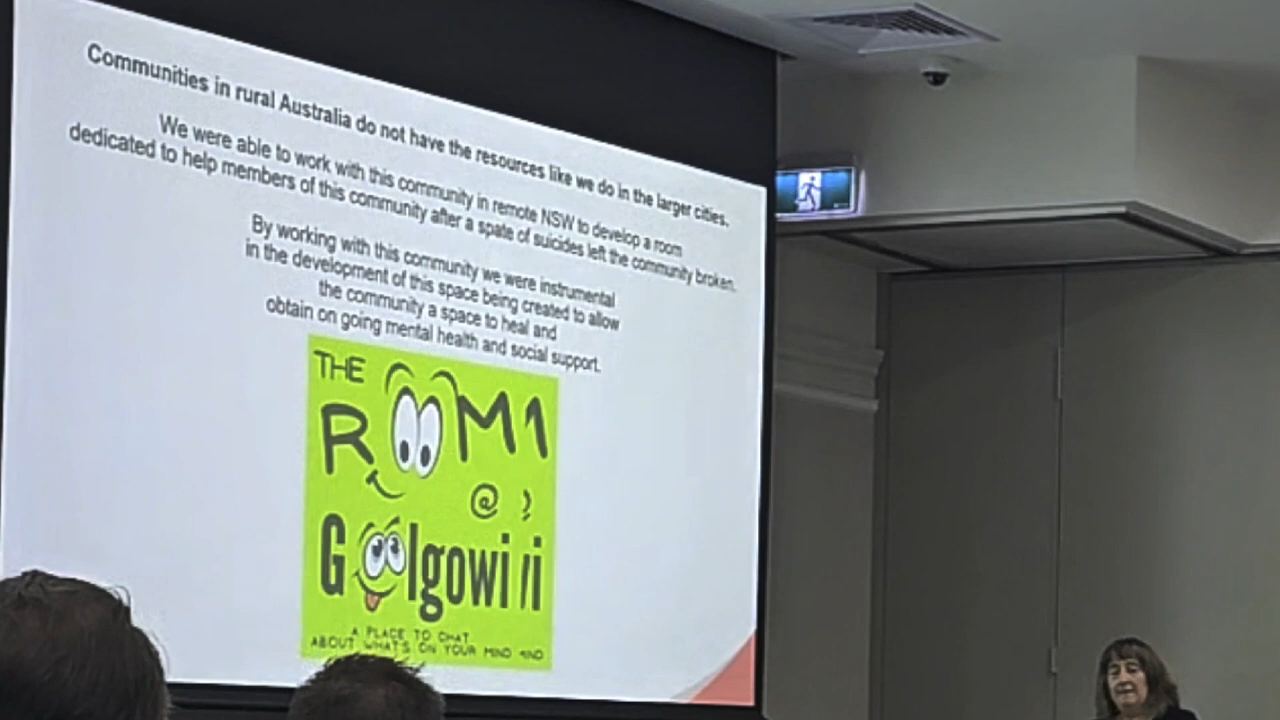 Communities in rural Australia do not have the resources like we do in the larger cities.
We were able to work with this community in remote NSW to develop a room
dedicated to help members of this community after a spate of suicides left the community broken.
By working with this community we were instrumental
in the development of this space being created to allow
the community a space to heal and
obtain on going mental health and social support.
THE
ROOM1
@
Goolgowi
A PLACE TO CHAT
ABOUT WHAT'S ON YOUR MIND